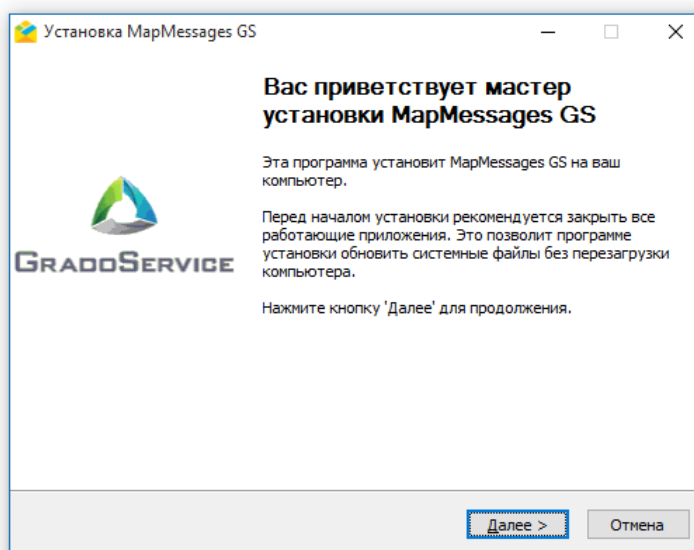 Установка MapMessages GS
Вас приветствует мастер
установки MapMessages GS
Эта программа установит MapMessages GS на ваш
компьютер.
Перед началом установки рекомендуется закрыть все
работающие приложения. Это позволит программе
установки обновить системные файлы без перезагрузки
компьютера.
GRADOSERVICE
Нажмите кнопку 'Далее' для продолжения.
Далее >
Отмена